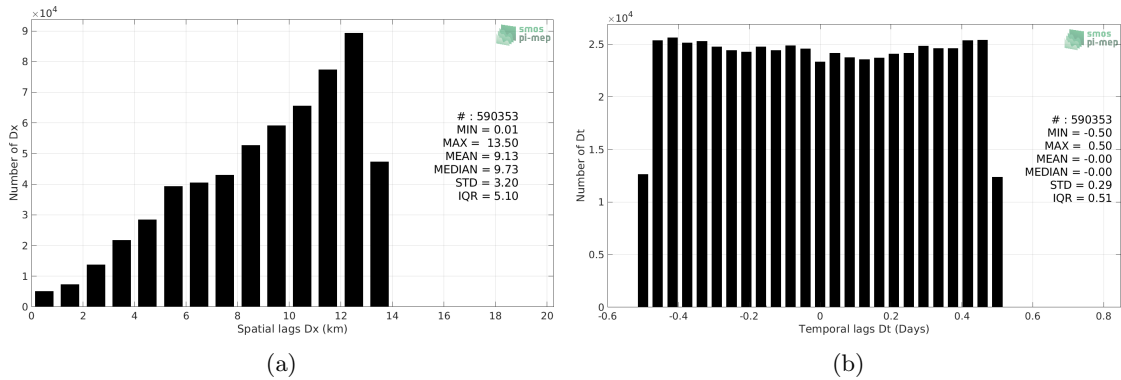 ×10⁴
9
8
7
6
5
4
3
2
1
0
Number of Dx
smos
pi-mep
# : 590353
MIN = 0.01
MAX = 13.50
MEAN = 9.13
MEDIAN = 9.73
STD = 3.20
IQR = 5.10
0 2 4 6 8 10 12 14 16 18 20
Spatial lags Dx (km)
(a)
×10⁴
2.5
2
1.5
1
0.5
0
Number of Dt
smos
pi-mep
# : 590353
MIN = -0.50
MAX = 0.50
MEAN = -0.00
MEDIAN = -0.00
STD = 0.29
IQR = 0.51
-0.6 -0.4 -0.2 0 0.2 0.4 0.6 0.8
Temporal lags Dt (Days)
(b)